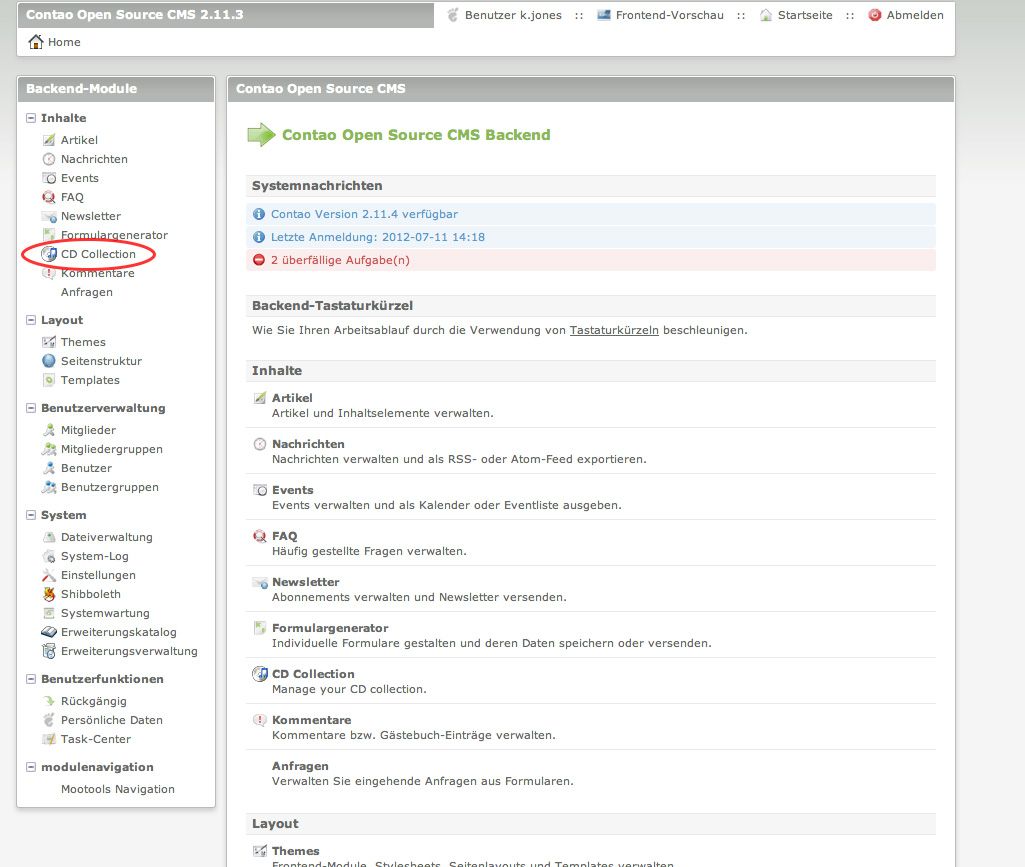 Contao Open Source CMS 2.11.3
Benutzer k.jones :: Frontend-Vorschau :: Startseite :: Abmelden
Home
Backend-Module
Inhalte
Artikel
Nachrichten
Events
FAQ
Newsletter
Formulargenerator
CD Collection
Kommentare
Anfragen
Layout
Themes
Seitenstruktur
Templates
Benutzerverwaltung
Mitglieder
Mitgliedergruppen
Benutzer
Benutzergruppen
System
Dateiverwaltung
System-Log
Einstellungen
Shibboleth
Systemwartung
Erweiterungskatalog
Erweiterungsverwaltung
Benutzerfunktionen
Rückgängig
Persönliche Daten
Task-Center
modulenavigation
Mootools Navigation
Contao Open Source CMS
Contao Open Source CMS Backend
Systemnachrichten
Contao Version 2.11.4 verfügbar
Letzte Anmeldung: 2012-07-11 14:18
2 überfällige Aufgabe(n)
Backend-Tastaturkürzel
Wie Sie Ihren Arbeitsablauf durch die Verwendung von Tastaturkürzeln beschleunigen.
Inhalte
Artikel
Artikel und Inhaltselemente verwalten.
Nachrichten
Nachrichten verwalten und als RSS- oder Atom-Feed exportieren.
Events
Events verwalten und als Kalender oder Eventliste ausgeben.
FAQ
Häufig gestellte Fragen verwalten.
Newsletter
Abonnements verwalten und Newsletter versenden.
Formulargenerator
Individuelle Formulare gestalten und deren Daten speichern oder versenden.
CD Collection
Manage your CD collection.
Kommentare
Kommentare bzw. Gästebuch-Einträge verwalten.
Anfragen
Verwalten Sie eingehende Anfragen aus Formularen.
Layout
Themes
Frontend-Module, Stylesheets, Seitenlayouts und Templates verwalten.